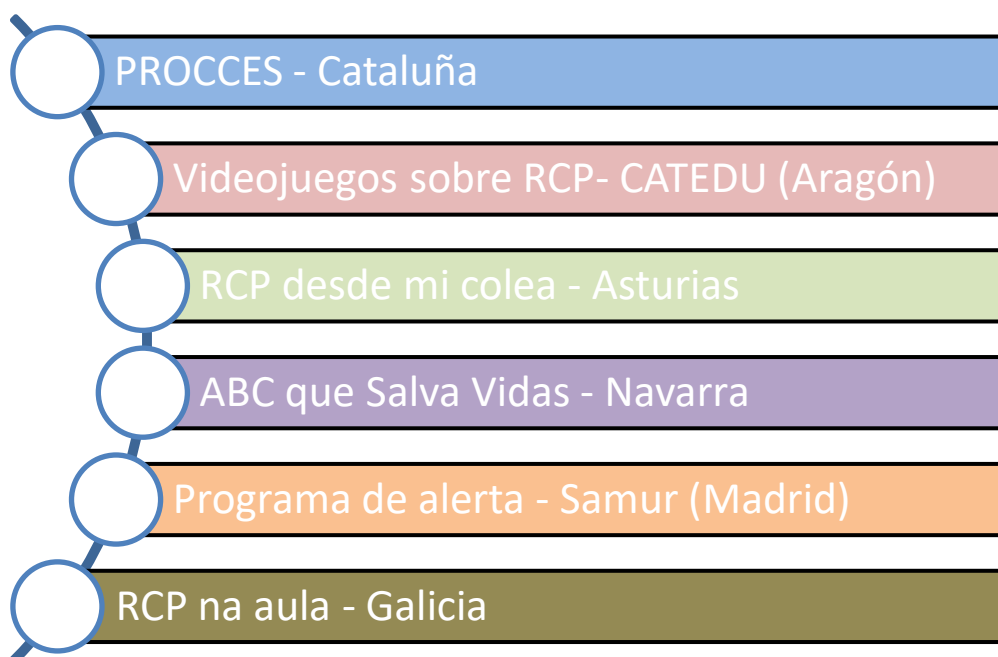 PROCCES - Cataluña
Videojuegos sobre RCP- CATEDU (Aragón)
RCP desde mi colea - Asturias
ABC que Salva Vidas - Navarra
Programa de alerta - Samur (Madrid)
RCP na aula - Galicia